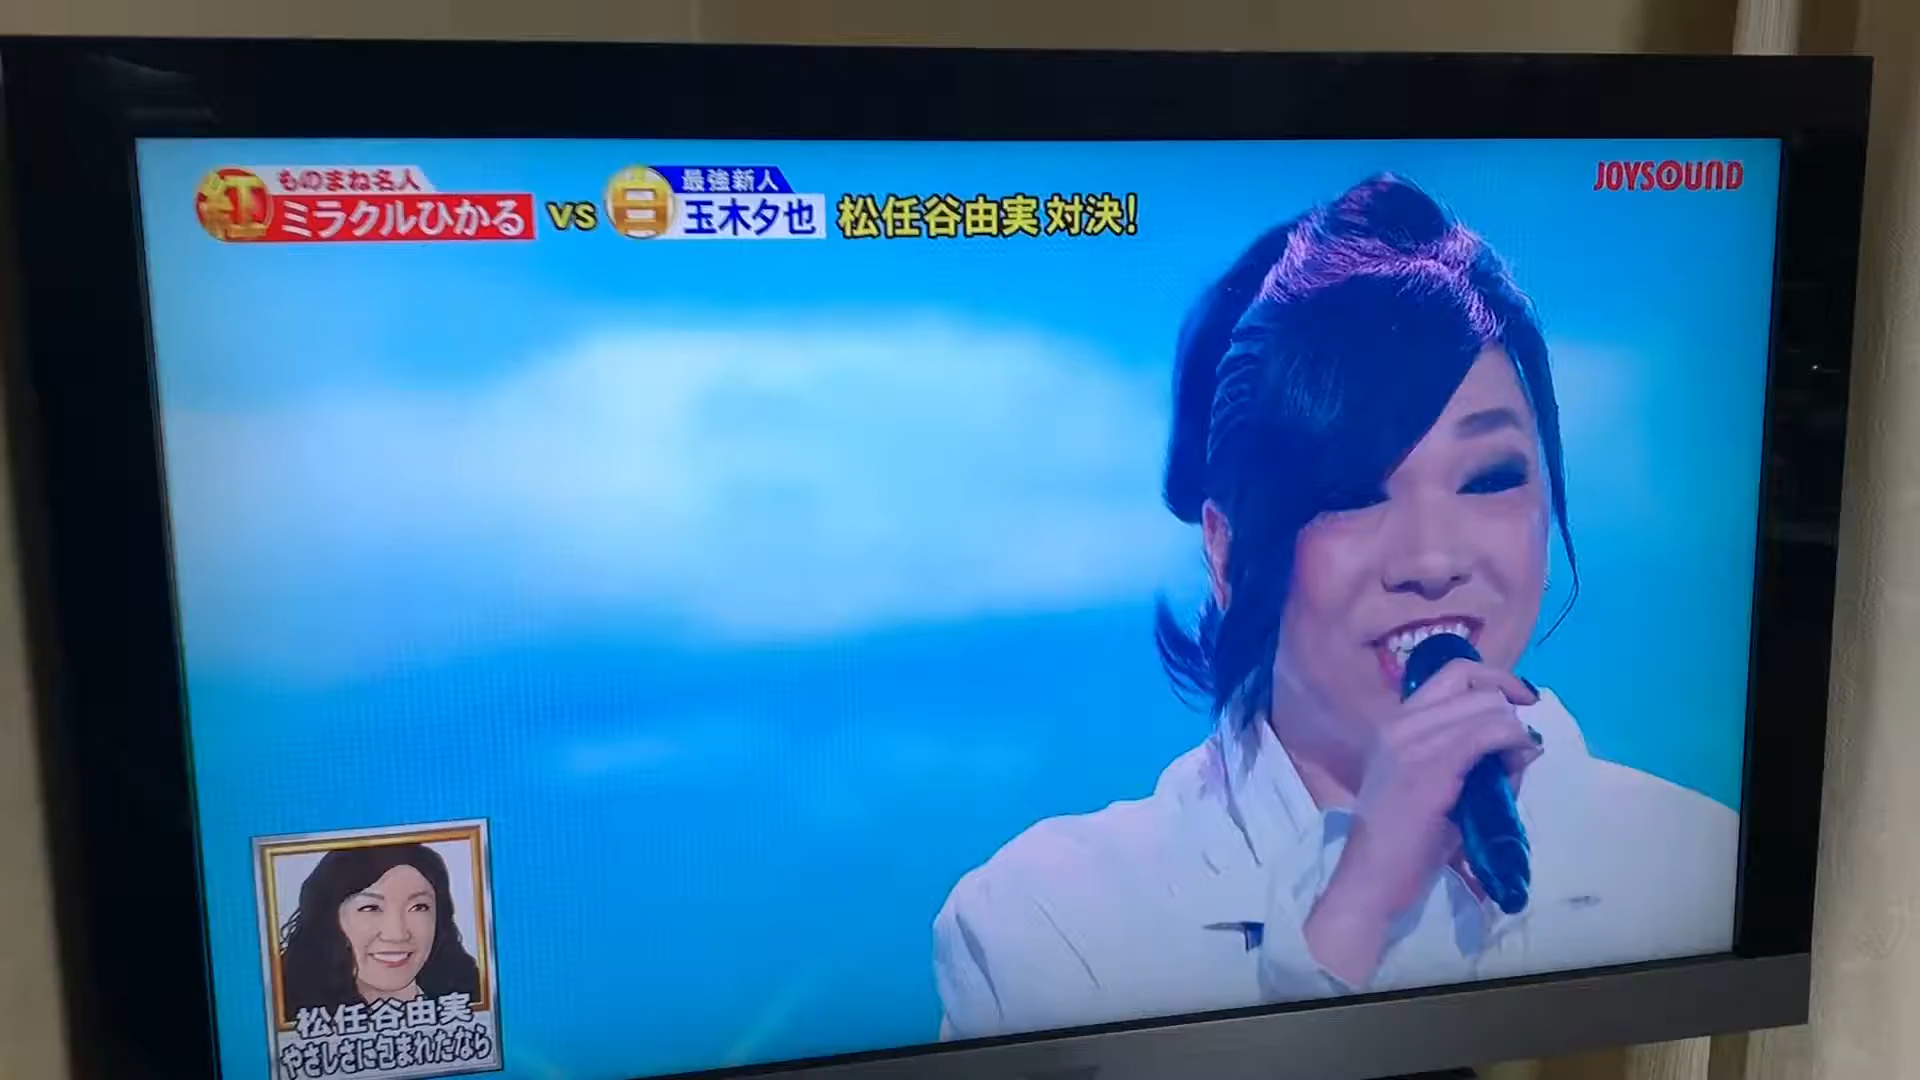 紅
ものまね名人
ミラクルひかる
vs
白
最強新人
玉木夕也
松任谷由実 対決!
JOYSOUND
松任谷由実
やさしさに包まれたなら